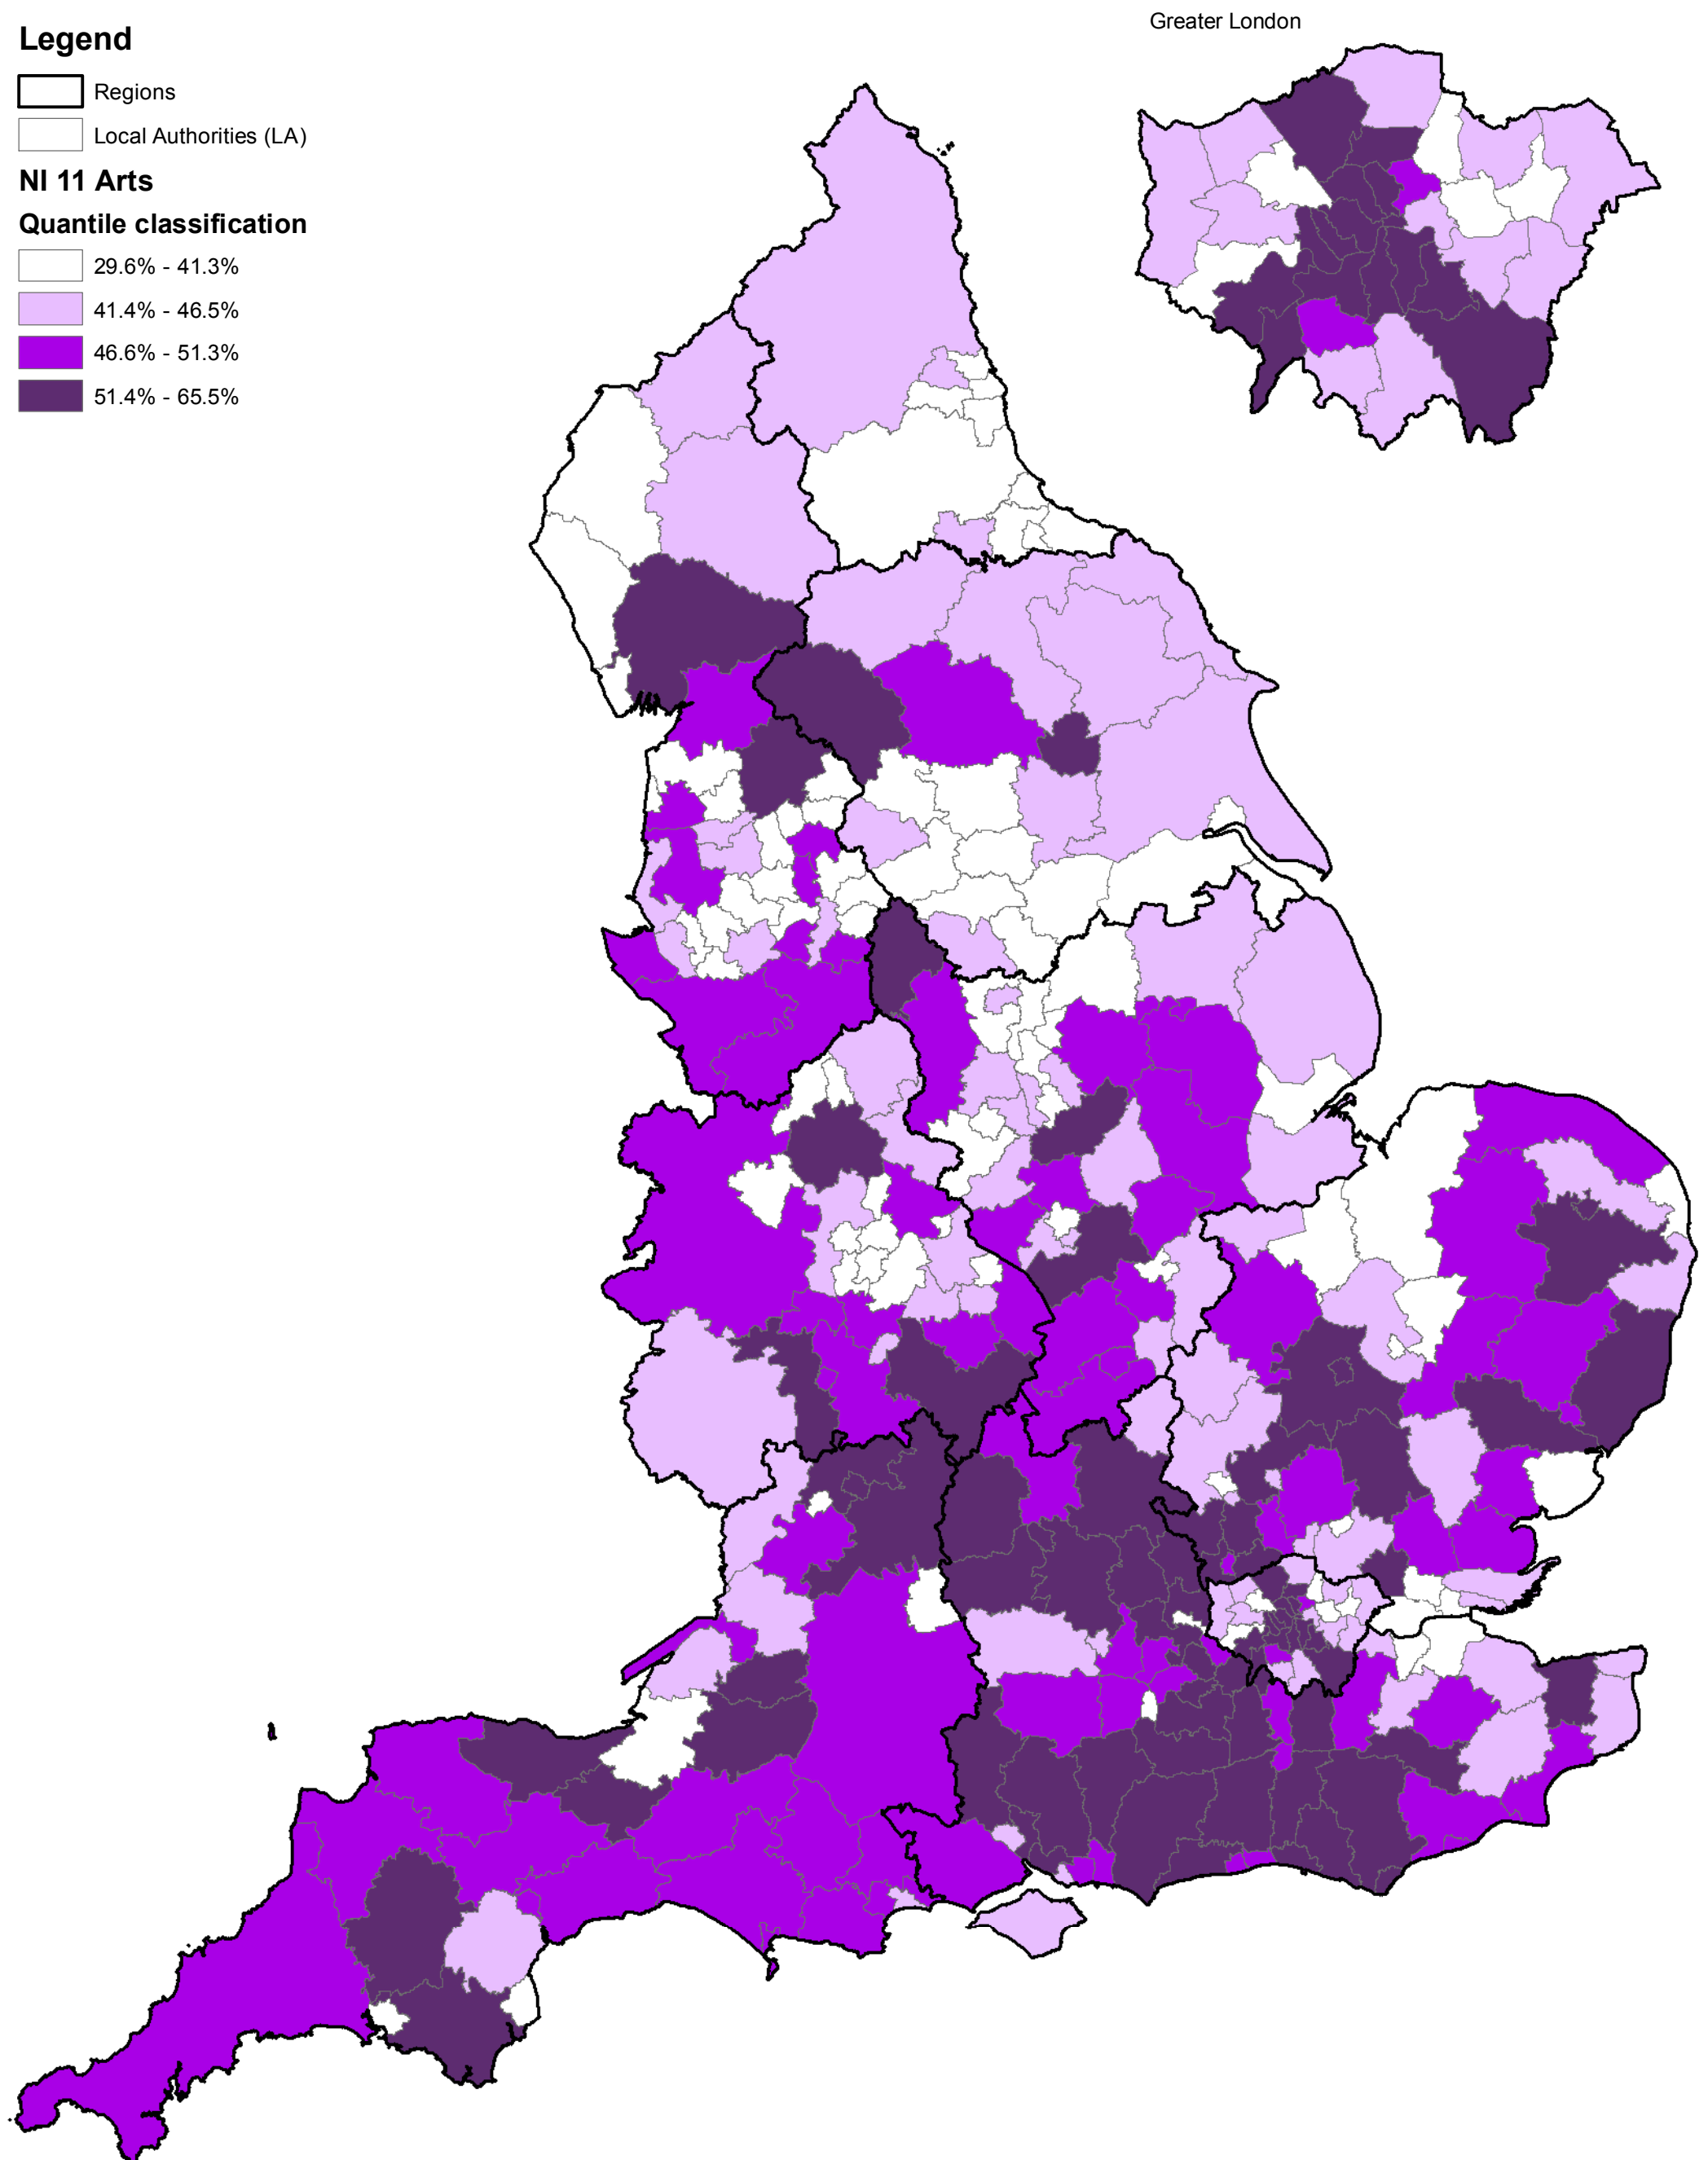 Greater London
Legend
Regions
Local Authorities (LA)
NI 11 Arts
Quantile classification
29.6% - 41.3%
41.4% - 46.5%
46.6% - 51.3%
51.4% - 65.5%